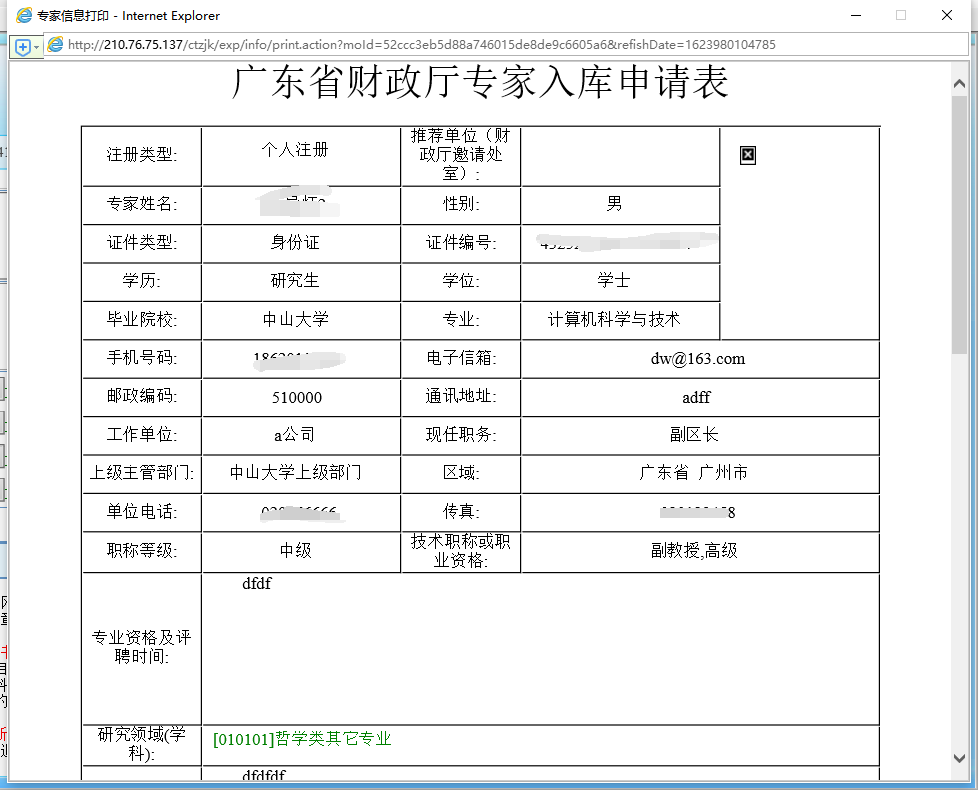 专家信息打印 - Internet Explorer
http://210.76.75.137/ctzjk/exp/info/print.action?moId=52ccc3eb5d88a746015de8de9c6605a6&refishDate=1623980104785
广东省财政厅专家入库申请表
注册类型: 个人注册 推荐单位（财政厅邀请处室）:
专家姓名: 性别: 男
证件类型: 身份证 证件编号:
学历: 研究生 学位: 学士
毕业院校: 中山大学 专业: 计算机科学与技术
手机号码: 电子信箱: dw@163.com
邮政编码: 510000 通讯地址: adff
工作单位: a公司 现任职务: 副区长
上级主管部门: 中山大学上级部门 区域: 广东省 广州市
单位电话: 传真:
职称等级: 中级 技术职称或职业资格: 副教授,高级
dfdf
专业资格及评聘时间:
研究领域(学科): [010101]哲学类其它专业
dfdfdf